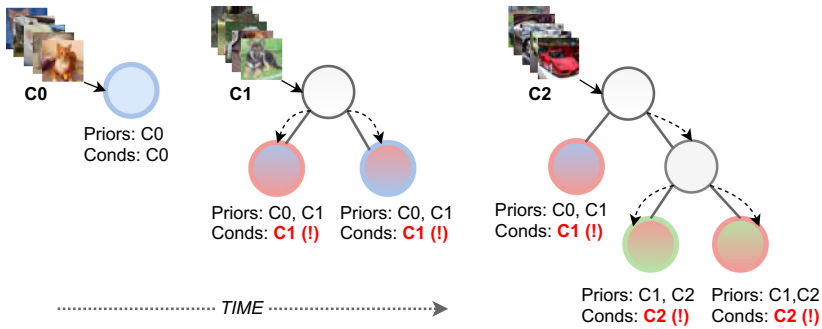 C0
Priors: C0
Conds: C0
C1
Priors: C0, C1
Conds: C1 (!)
Priors: C0, C1
Conds: C1 (!)
C2
Priors: C0, C1
Conds: C1 (!)
Priors: C1, C2
Conds: C2 (!)
Priors: C1,C2
Conds: C2 (!)
TIME